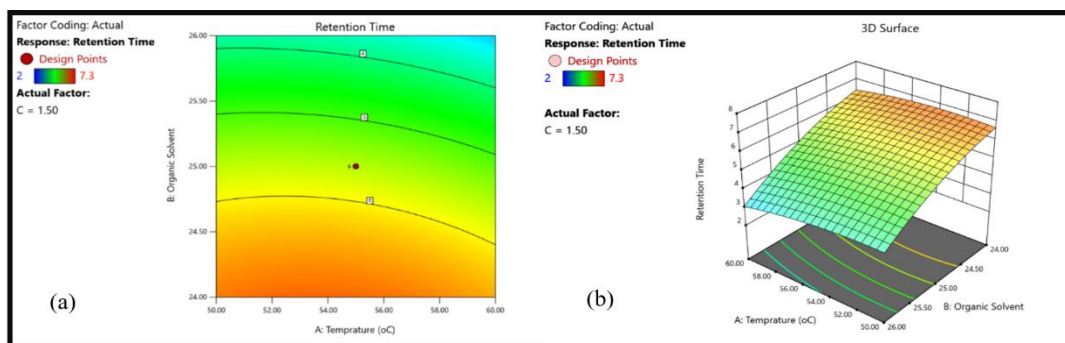 Factor Coding: Actual
Response: Retention Time
Design Points
2 7.3
Actual Factor:
C = 1.50
Retention Time
26.00
25.50
25.00
24.50
24.00
50.00 52.00 54.00 56.00 58.00 60.00
B: Organic Solvent
A: Temprature (oC)
4
5
6
(a)
Factor Coding: Actual
Response: Retention Time
Design Points
2 7.3
Actual Factor:
C = 1.50
3D Surface
8
7
6
5
4
3
2
Retention Time
60.00
58.00
56.00
54.00
52.00
50.00
A: Temprature (oC)
24.00
24.50
25.00
25.50
26.00
B: Organic Solvent
(b)